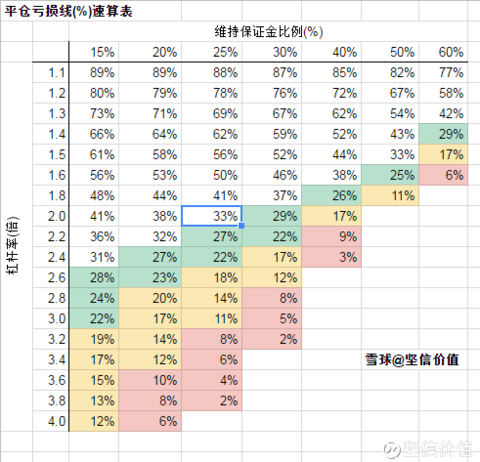 平仓亏损线(%)速算表
维持保证金比例(%)
15% 20% 25% 30% 40% 50% 60%
杠杆率(倍)
1.1 89% 89% 88% 87% 85% 82% 77%
1.2 80% 79% 78% 76% 72% 67% 58%
1.3 73% 71% 69% 67% 62% 54% 42%
1.4 66% 64% 62% 59% 52% 43% 29%
1.5 61% 58% 56% 52% 44% 33% 17%
1.6 56% 53% 50% 46% 38% 25% 6%
1.8 48% 44% 41% 37% 26% 11%
2.0 41% 38% 33% 29% 17%
2.2 36% 32% 27% 22% 9%
2.4 31% 27% 22% 17% 3%
2.6 28% 23% 18% 12%
2.8 24% 20% 14% 8%
3.0 22% 17% 11% 5%
3.2 19% 14% 8% 2%
3.4 17% 12% 6%
雪球@坚信价值
3.6 15% 10% 4%
3.8 13% 8% 2%
4.0 12% 6%
坚信价值